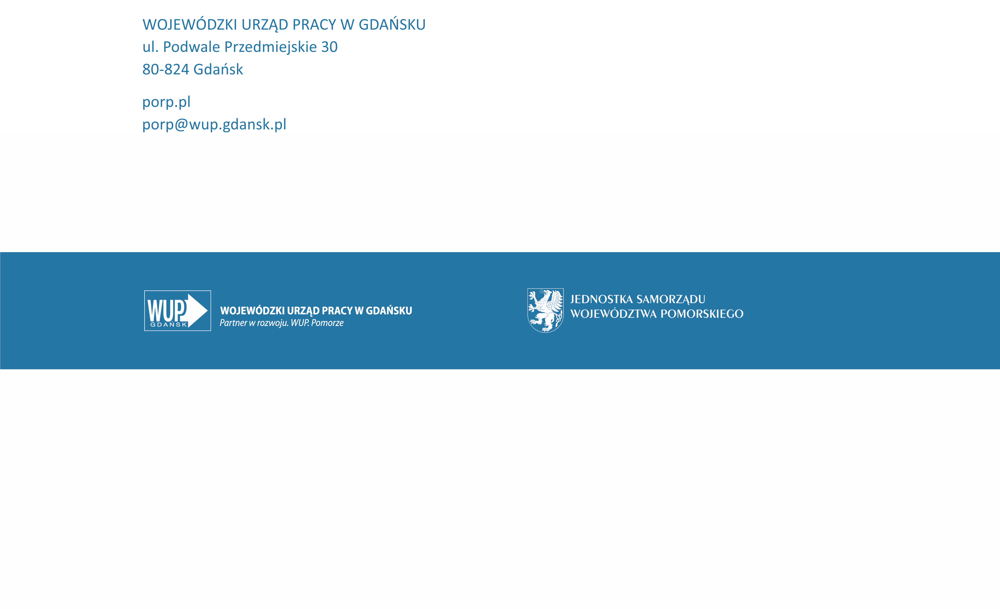 WOJEWÓDZKI URZĄD PRACY W GDAŃSKU
ul. Podwale Przedmiejskie 30
80-824 Gdańsk
porp.pl
porp@wup.gdansk.pl
WUP
GDAŃSK
WOJEWÓDZKI URZĄD PRACY W GDAŃSKU
Partner w rozwoju. WUP. Pomorze
JEDNOSTKA SAMORZĄDU
WOJEWÓDZTWA POMORSKIEGO